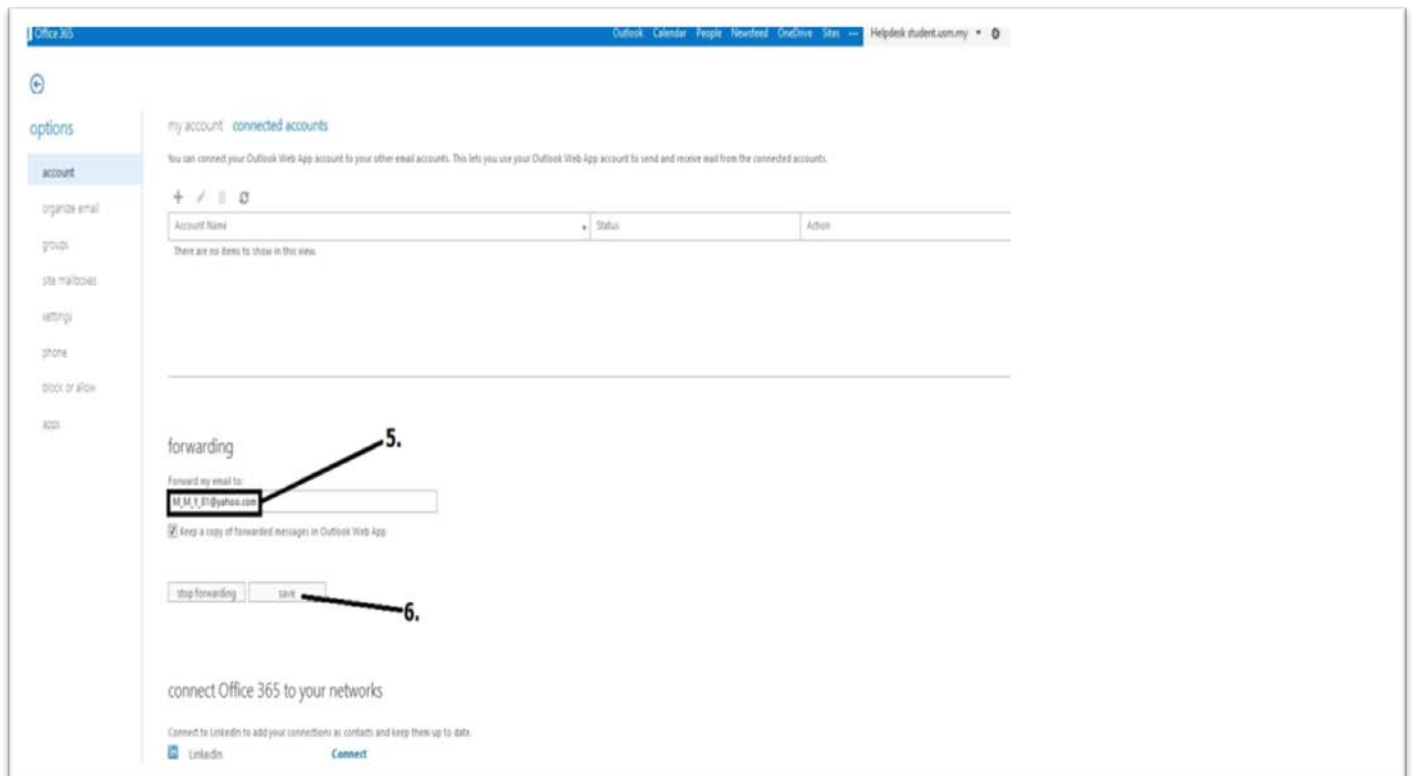 Office 365 Outlook Calendar People Newsfeed OneDrive Sites ··· Helpdesk student.usm.my
options
account
organize email
groups
site mailboxes
settings
phone
block or allow
apps
my account connected accounts
You can connect your Outlook Web App account to your other email accounts. This lets you use your Outlook Web App account to send and receive mail from the connected accounts.
Account Name Status Action
There are no items to show in this view.
forwarding
5.
Forward my email to:
M_M_Y_81@yahoo.com
Keep a copy of forwarded messages in Outlook Web App
stop forwarding save
6.
connect Office 365 to your networks
Connect to LinkedIn to add your connections as contacts and keep them up to date.
in LinkedIn Connect